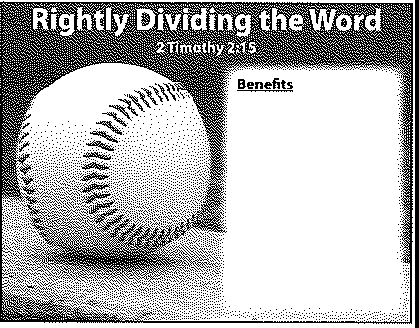 Rightly Dividing the Word
2 Timothy 2:15
Benefits